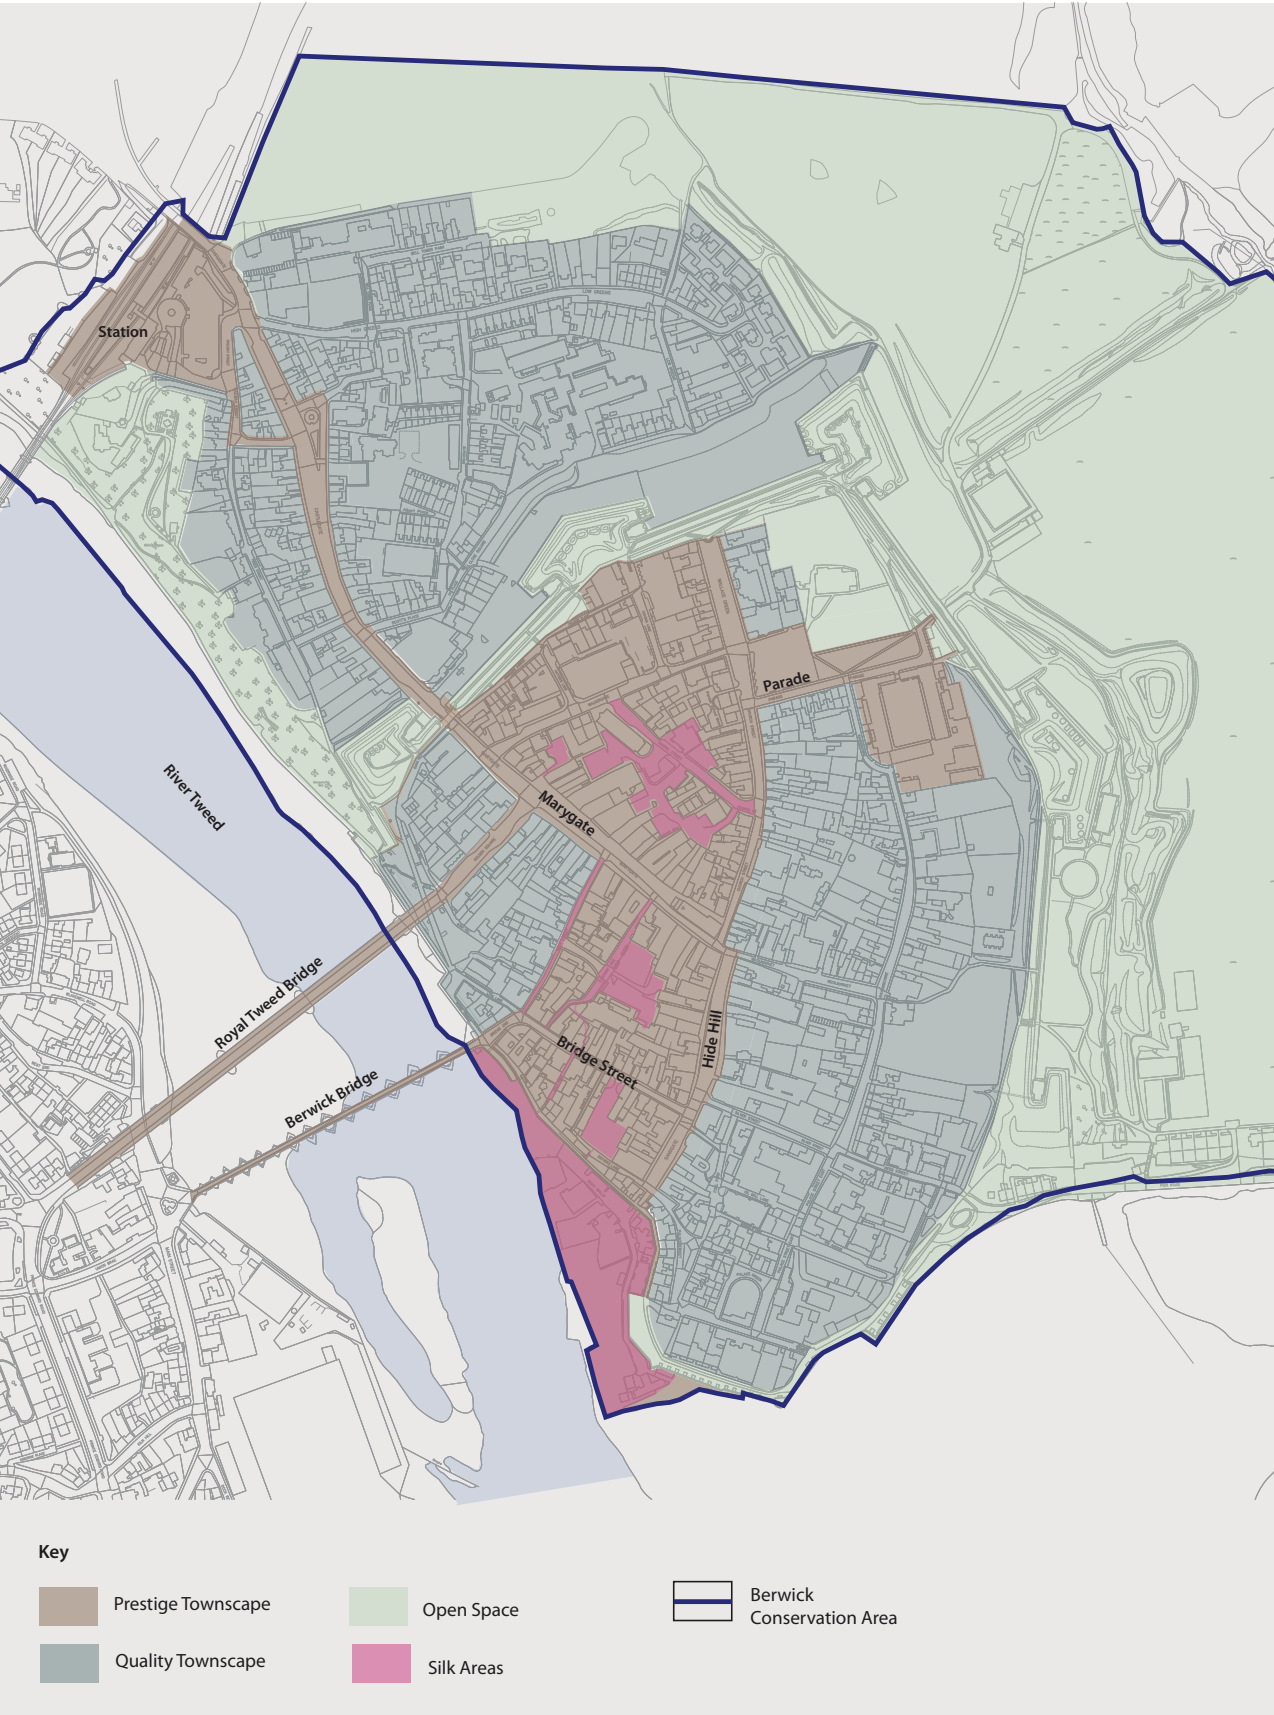 Station
Parade
River Tweed
Marygate
Royal Tweed Bridge
Hide Hill
Bridge Street
Berwick Bridge
Key
Prestige Townscape
Open Space
Berwick
Conservation Area
Quality Townscape
Silk Areas